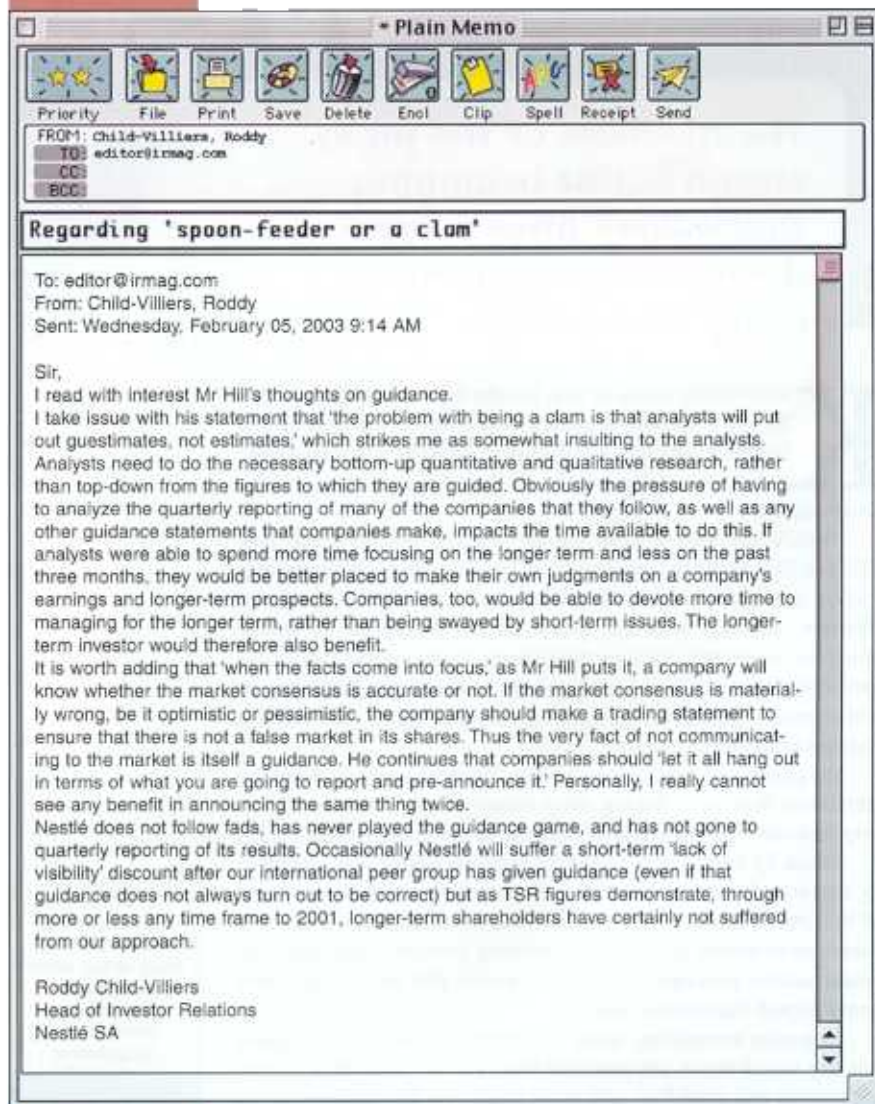 Plain Memo
Priority File Print Save Delete Encl Clip Spell Receipt Send
0
FROM: Child-Villiers, Roddy
TO: editor@irmag.com
CC:
BCC:
Regarding 'spoon-feeder or a clam'
To: editor@irmag.com
From: Child-Villiers, Roddy
Sent: Wednesday, February 05, 2003 9:14 AM
Sir,
I read with interest Mr Hill's thoughts on guidance.
I take issue with his statement that 'the problem with being a clam is that analysts will put
out guestimates, not estimates,' which strikes me as somewhat insulting to the analysts.
Analysts need to do the necessary bottom-up quantitative and qualitative research, rather
than top-down from the figures to which they are guided. Obviously the pressure of having
to analyze the quarterly reporting of many of the companies that they follow, as well as any
other guidance statements that companies make, impacts the time available to do this. If
analysts were able to spend more time focusing on the longer term and less on the past
three months, they would be better placed to make their own judgments on a company's
earnings and longer-term prospects. Companies, too, would be able to devote more time to
managing for the longer term, rather than being swayed by short-term issues. The longer-
term investor would therefore also benefit.
It is worth adding that 'when the facts come into focus,' as Mr Hill puts it, a company will
know whether the market consensus is accurate or not. If the market consensus is material-
ly wrong, be it optimistic or pessimistic, the company should make a trading statement to
ensure that there is not a false market in its shares. Thus the very fact of not communicat-
ing to the market is itself a guidance. He continues that companies should 'let it all hang out
in terms of what you are going to report and pre-announce it.' Personally, I really cannot
see any benefit in announcing the same thing twice.
Nestlé does not follow fads, has never played the guidance game, and has not gone to
quarterly reporting of its results. Occasionally Nestlé will suffer a short-term 'lack of
visibility' discount after our international peer group has given guidance (even if that
guidance does not always turn out to be correct) but as TSR figures demonstrate, through
more or less any time frame to 2001, longer-term shareholders have certainly not suffered
from our approach.
Roddy Child-Villiers
Head of Investor Relations
Nestlé SA